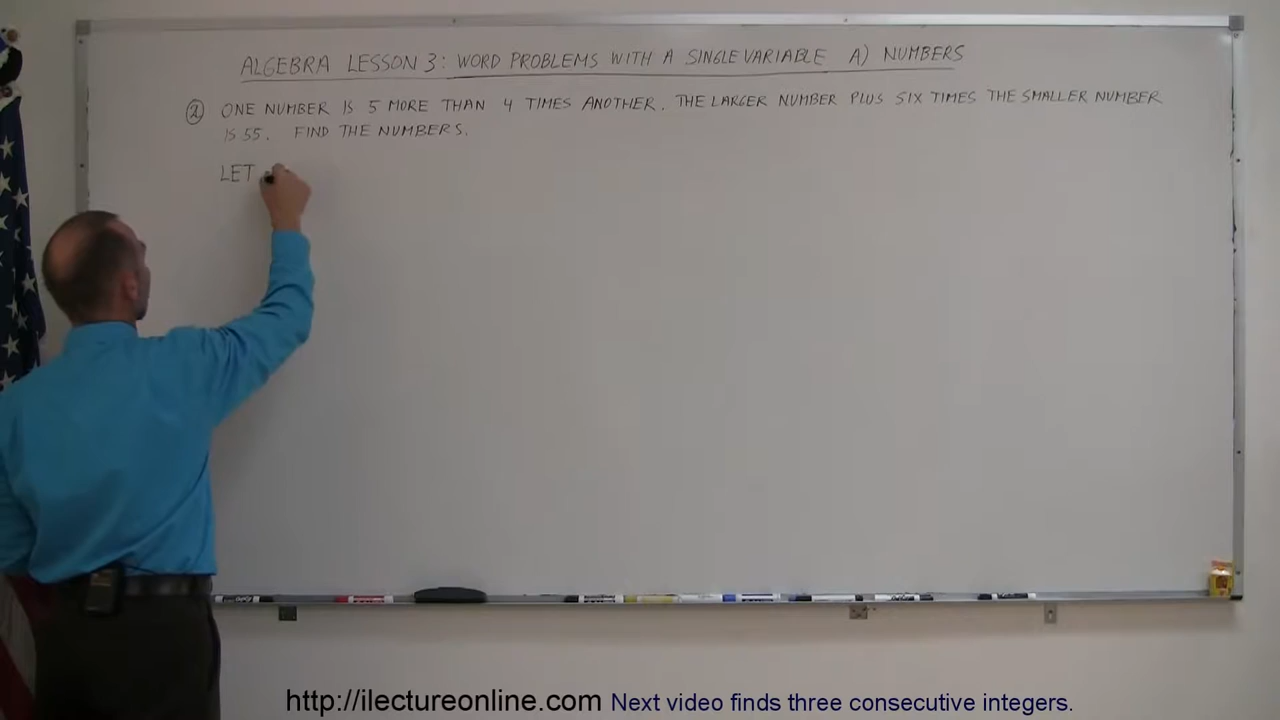 ALGEBRA LESSON 3: WORD PROBLEMS WITH A SINGLE VARIABLE A) NUMBERS
② ONE NUMBER IS 5 MORE THAN 4 TIMES ANOTHER. THE LARGER NUMBER PLUS SIX TIMES THE SMALLER NUMBER
IS 55. FIND THE NUMBERS.
LET
http://ilectureonline.com Next video finds three consecutive integers.